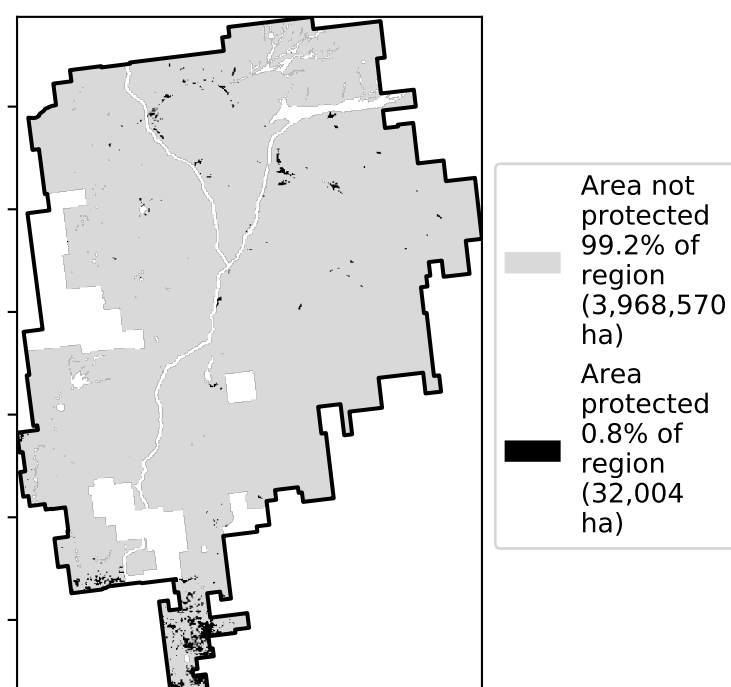 Area not
protected
99.2% of
region
(3,968,570
ha)
Area
protected
0.8% of
region
(32,004
ha)